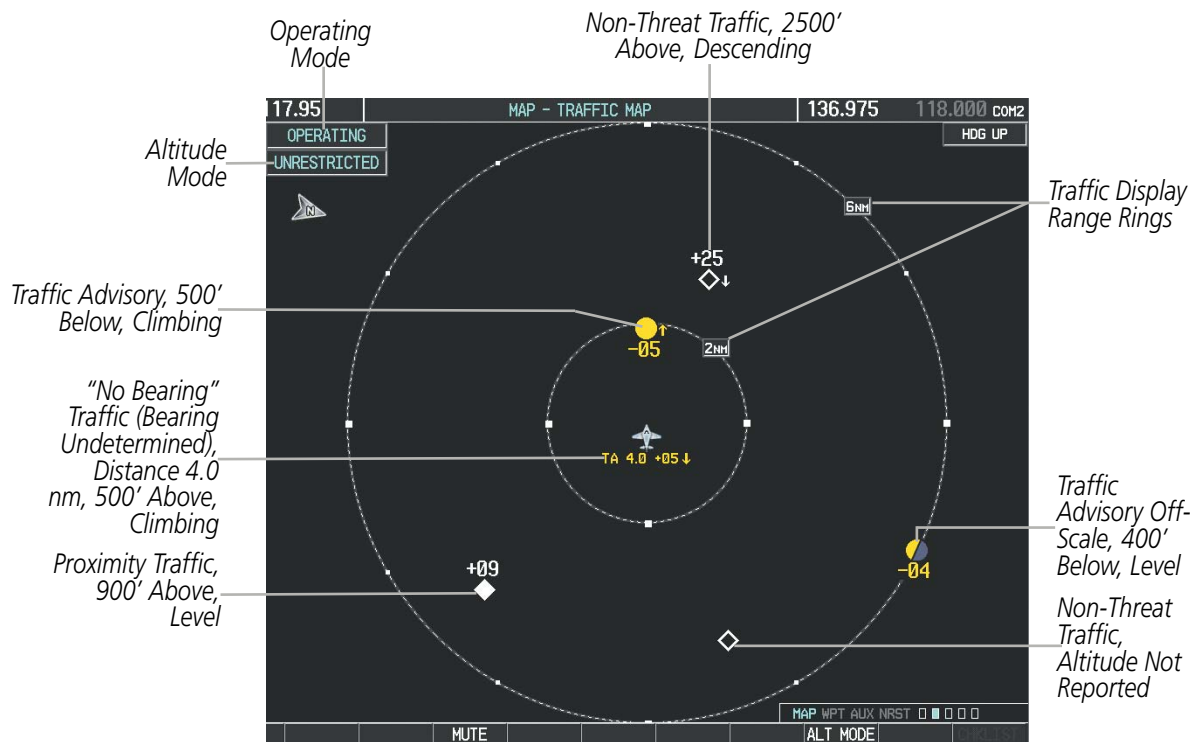 Operating
Mode
Non-Threat Traffic, 2500’
Above, Descending
17.95
MAP – TRAFFIC MAP
136.975
118.000 COM2
OPERATING
HDG UP
Altitude
Mode
UNRESTRICTED
N
6NM
Traffic Display
Range Rings
+25
Traffic Advisory, 500’
Below, Climbing
-05
2NM
“No Bearing”
Traffic (Bearing
Undetermined),
Distance 4.0
nm, 500’ Above,
Climbing
TA 4.0 +05
Traffic
Advisory Off-
Scale, 400’
Below, Level
-04
Proximity Traffic,
900’ Above,
Level
+09
Non-Threat
Traffic,
Altitude Not
Reported
MAP WPT AUX NRST
MUTE
ALT MODE
CHKLIST